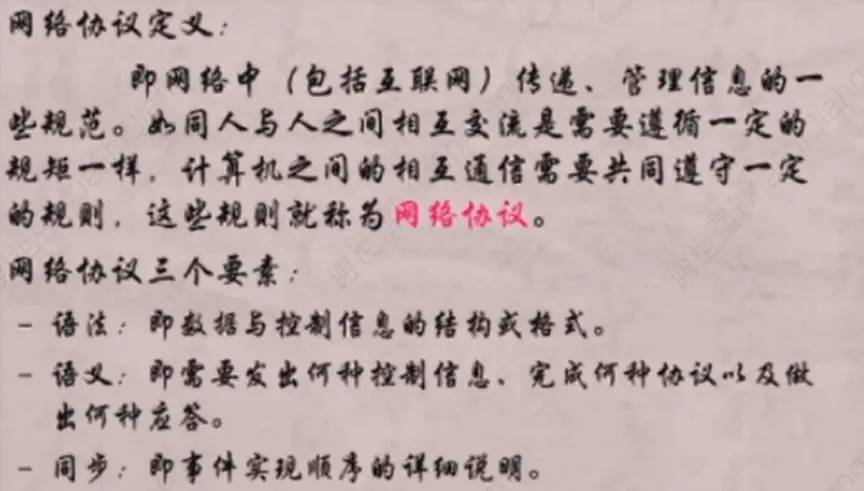 网络协议定义：
即网络中（包括互联网）传递、管理信息的一
些规范。如同人与人之间相互交流是需要遵循一定的
规矩一样，计算机之间的相互通信需要共同遵守一定
的规则，这些规则就称为网络协议。
网络协议三个要素：
- 语法：即数据与控制信息的结构或格式。
- 语义：即需要发出何种控制信息、完成何种协议以及做
出何种应答。
- 同步：即事件实现顺序的详细说明。